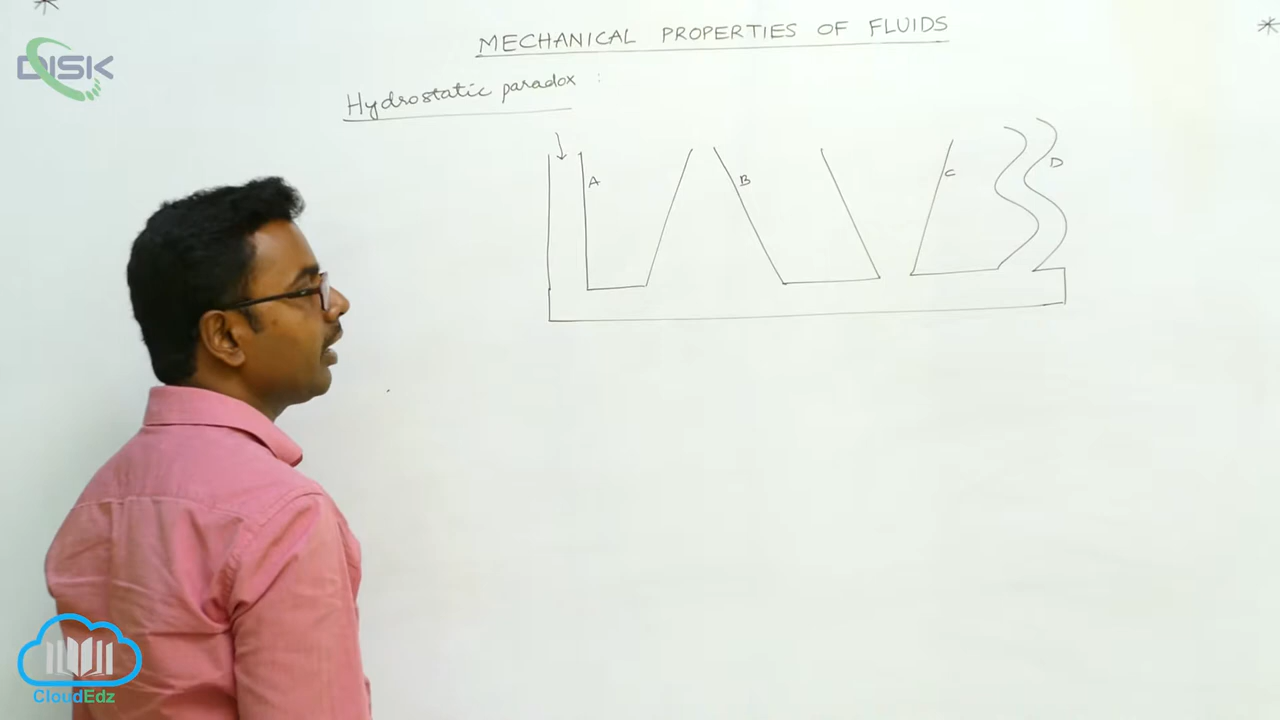 MECHANICAL PROPERTIES OF FLUIDS
DISK
Hydrostatic paradox :
A
B
C
D
CloudEdz